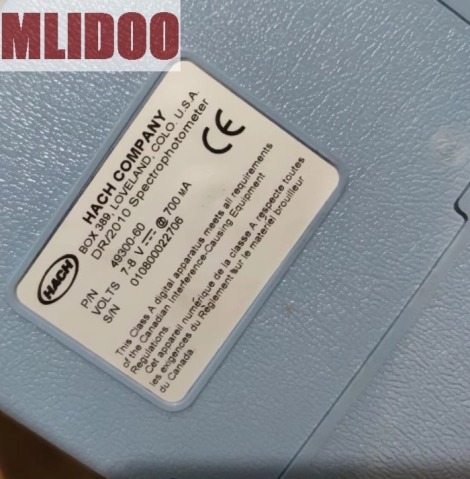 MLIDOO
HACH COMPANY
BOX 389, LOVELAND, COLO. U.S.A.
DR/2010 Spectrophotometer
CE
HACH
P/N 49300-60
VOLTS 7-8 V @ 700 MA
S/N 010800022706
This Class A digital apparatus meets all requirements
of the Canadian Interference-Causing Equipment
Regulations.
Cet appareil numérique de la classe A respecte toutes
les exigences du Règlement sur le matériel brouilleur
du Canada